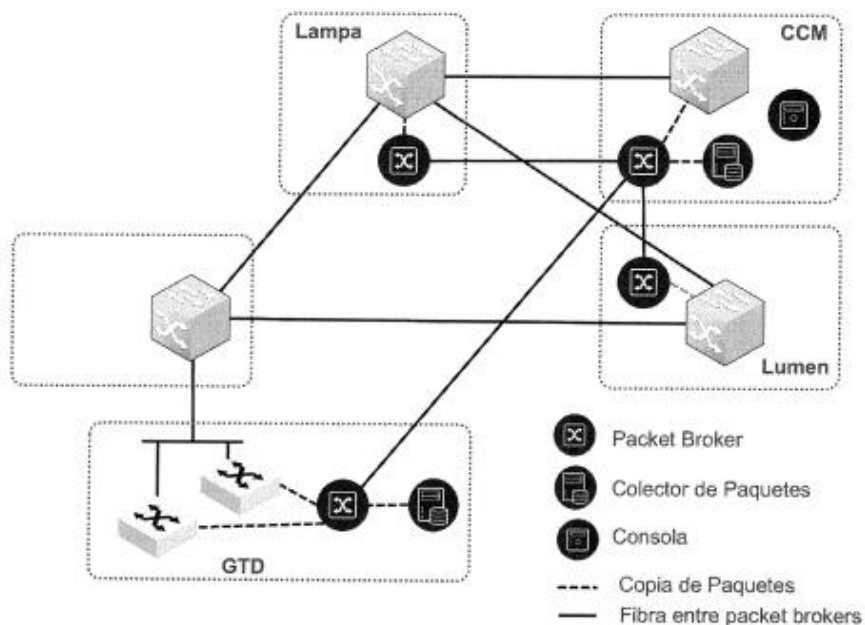 Lampa
CCM
Lumen
GTD
Packet Broker
Colector de Paquetes
Consola
Copia de Paquetes
Fibra entre packet brokers